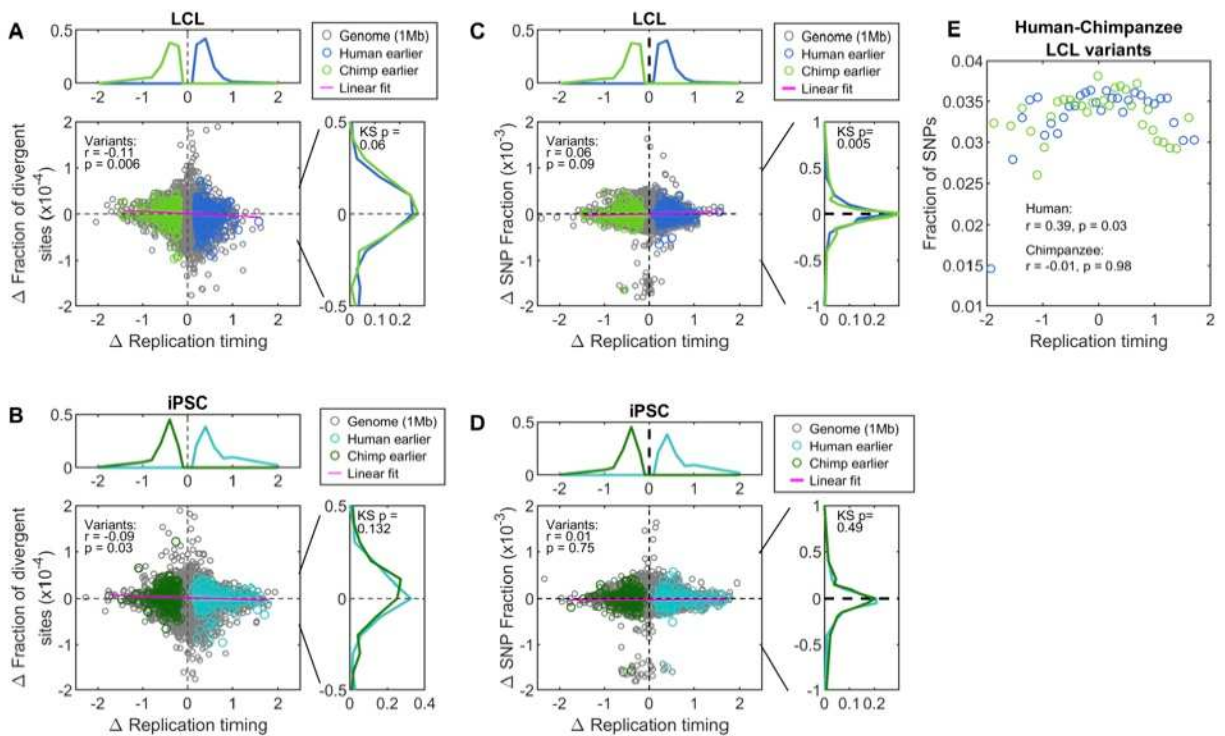 A
LCL
0.5
0
-2
-1
0
1
2
Genome (1Mb)
Human earlier
Chimp earlier
Linear fit
Δ Fraction of divergent
sites (x10⁻⁴)
2
1
0
-1
-2
Variants:
r = -0.11
p = 0.006
-2
-1
0
1
2
Δ Replication timing
0.5
KS p =
0.06
0
-0.5
0
0.1
0.2
C
LCL
0.5
0
-2
-1
0
1
2
Genome (1Mb)
Human earlier
Chimp earlier
Linear fit
Δ SNP Fraction (x10⁻³)
2
1
0
-1
-2
Variants:
r = 0.06
p = 0.09
-2
-1
0
1
2
Δ Replication timing
1
KS p=
0.005
0.5
0
-0.5
-1
0
0.1
0.2
E
Human-Chimpanzee
LCL variants
Fraction of SNPs
0.04
0.035
0.03
0.025
0.02
0.015
0.01
Human:
r = 0.39, p = 0.03
Chimpanzee:
r = -0.01, p = 0.98
-2
-1
0
1
2
Replication timing
B
iPSC
0.5
0
-2
-1
0
1
2
Genome (1Mb)
Human earlier
Chimp earlier
Linear fit
Δ Fraction of divergent
sites (x10⁻⁴)
2
1
0
-1
-2
Variants:
r = -0.09
p = 0.03
-2
-1
0
1
2
Δ Replication timing
0.5
KS p =
0.132
0
-0.5
0
0.2
0.4
D
iPSC
0.5
0
-2
-1
0
1
2
Genome (1Mb)
Human earlier
Chimp earlier
Linear fit
Δ SNP Fraction (x10⁻³)
2
1
0
-1
-2
Variants:
r = 0.01
p = 0.75
-2
-1
0
1
2
Δ Replication timing
1
KS p=
0.49
0.5
0
-0.5
-1
0
0.1
0.2